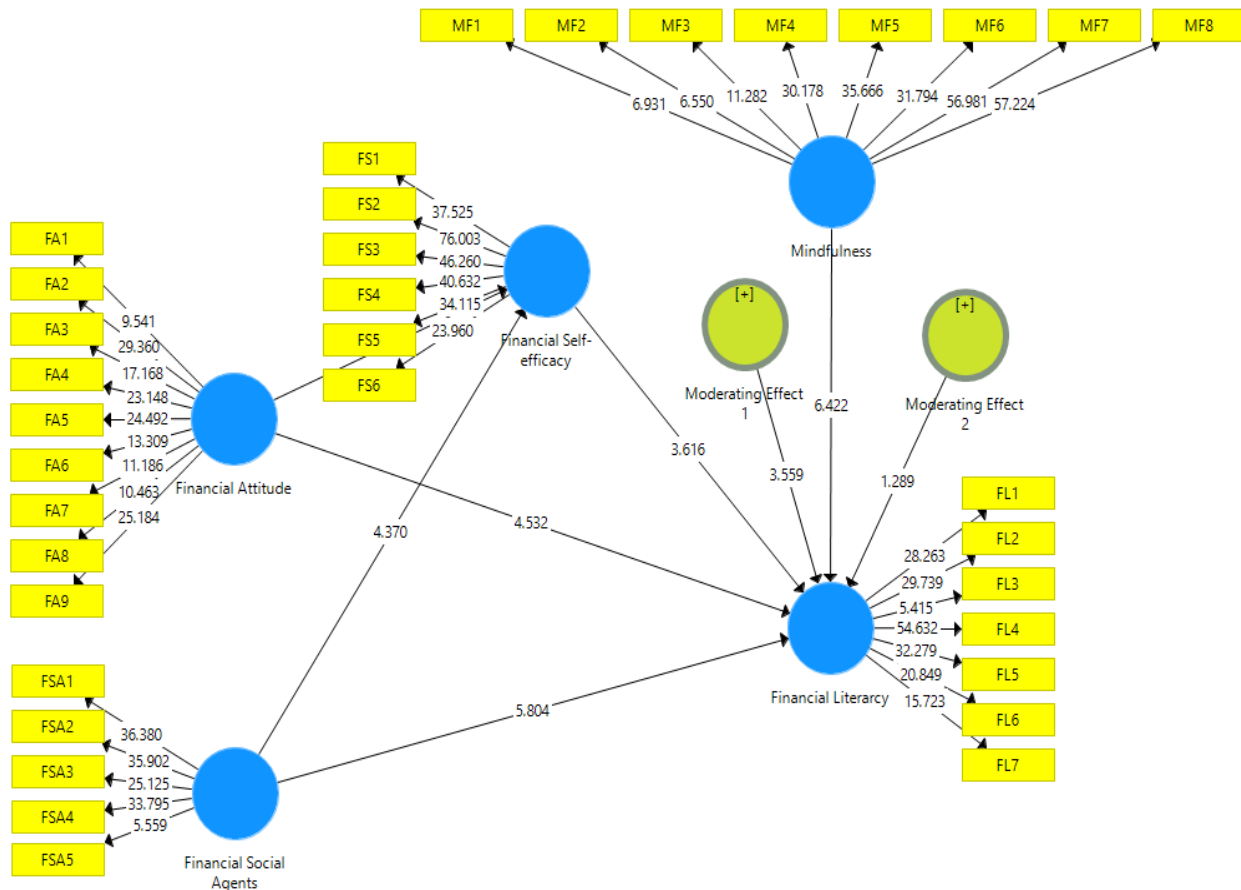 MF1
MF2
MF3
MF4
MF5
MF6
MF7
MF8
6.931
6.550
11.282
30.178
35.666
31.794
56.981
57.224
Mindfulness
FS1
FS2
FS3
FS4
FS5
FS6
37.525
76.003
46.260
40.632
34.115
23.960
Financial Self-
efficacy
FA1
FA2
FA3
FA4
FA5
FA6
FA7
FA8
FA9
9.541
29.360
17.168
23.148
24.492
13.309
11.186
10.463
25.184
Financial Attitude
[+]
Moderating Effect
1
[+]
Moderating Effect
2
6.422
3.616
3.559
1.289
4.370
4.532
5.804
FL1
FL2
FL3
FL4
FL5
FL6
FL7
28.263
29.739
5.415
54.632
32.279
20.849
15.723
Financial Literarcy
FSA1
FSA2
FSA3
FSA4
FSA5
36.380
35.902
25.125
33.795
5.559
Financial Social
Agents